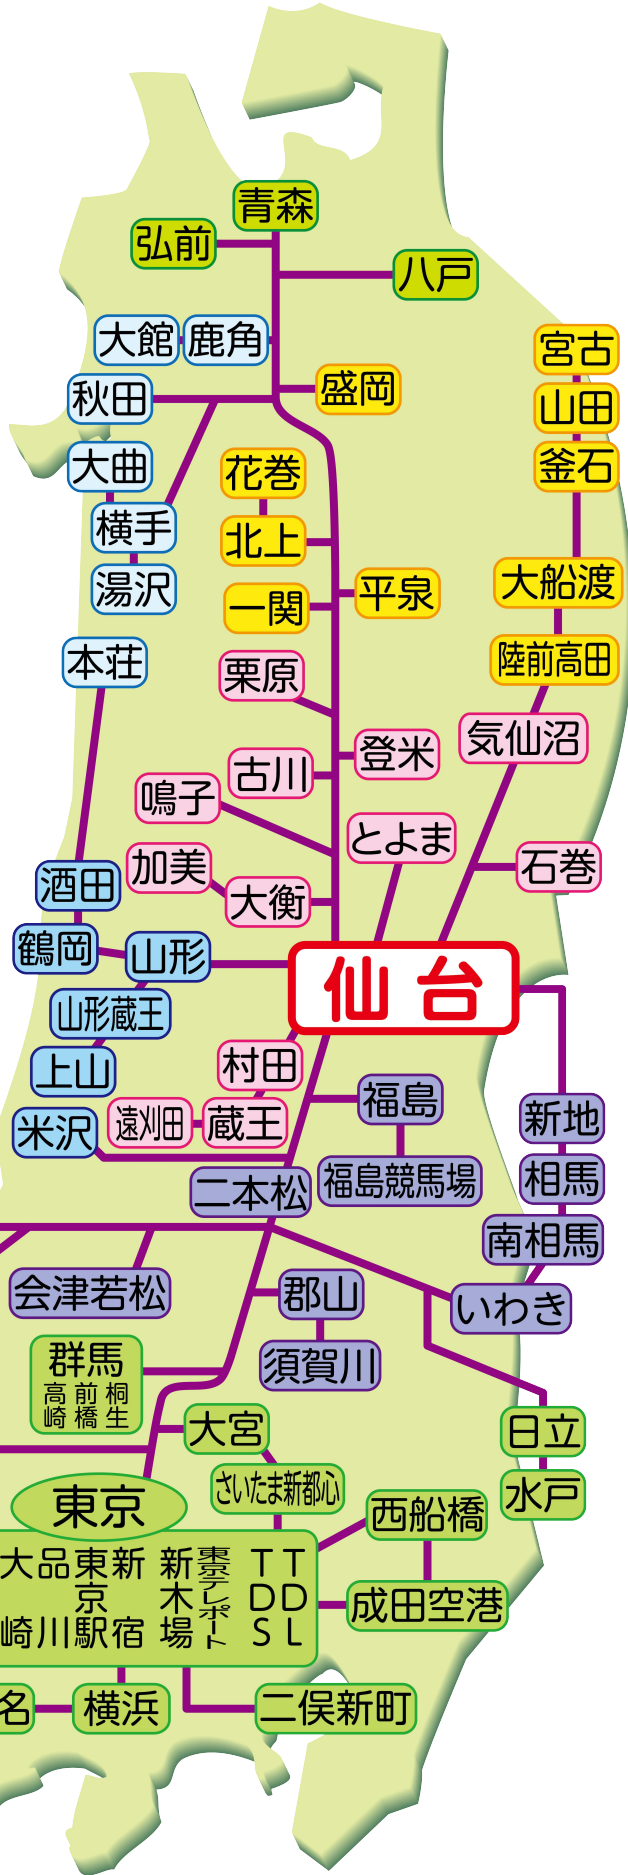 青森
弘前
八戸
大館
鹿角
宮古
秋田
盛岡
山田
大曲
花巻
釜石
横手
北上
湯沢
一関
平泉
大船渡
本荘
栗原
陸前高田
気仙沼
登米
古川
鳴子
とよま
加美
石巻
酒田
大衡
鶴岡
山形
仙台
山形蔵王
村田
上山
福島
新地
遠刈田
蔵王
米沢
相馬
二本松
福島競馬場
南相馬
会津若松
郡山
いわき
群馬
高崎
前橋
桐生
須賀川
大宮
日立
さいたま新都心
水戸
東京
西船橋
大崎
品川
東京駅
新宿
新木場
東京テレポート
TDS
TDL
成田空港
名
横浜
二俣新町